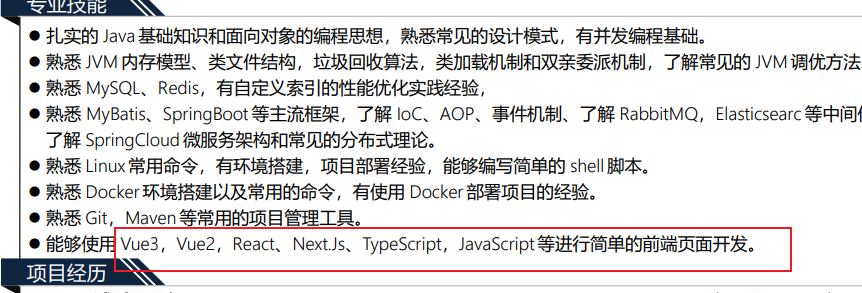 专业技能
● 扎实的 Java 基础知识和面向对象的编程思想，熟悉常见的设计模式，有并发编程基础。
● 熟悉 JVM 内存模型、类文件结构，垃圾回收算法，类加载机制和双亲委派机制，了解常见的 JVM 调优方法
● 熟悉 MySQL、Redis，有自定义索引的性能优化实践经验，
● 熟悉 MyBatis、SpringBoot 等主流框架，了解 IoC、AOP、事件机制、了解 RabbitMQ，Elasticsearc 等中间
了解 SpringCloud 微服务架构和常见的分布式理论。
● 熟悉 Linux 常用命令，有环境搭建，项目部署经验，能够编写简单的 shell 脚本。
● 熟悉 Docker 环境搭建以及常用的命令，有使用 Docker 部署项目的经验。
● 熟悉 Git，Maven 等常用的项目管理工具。
● 能够使用 Vue3，Vue2，React、Next.Js、TypeScript，JavaScript 等进行简单的前端页面开发。
项目经历